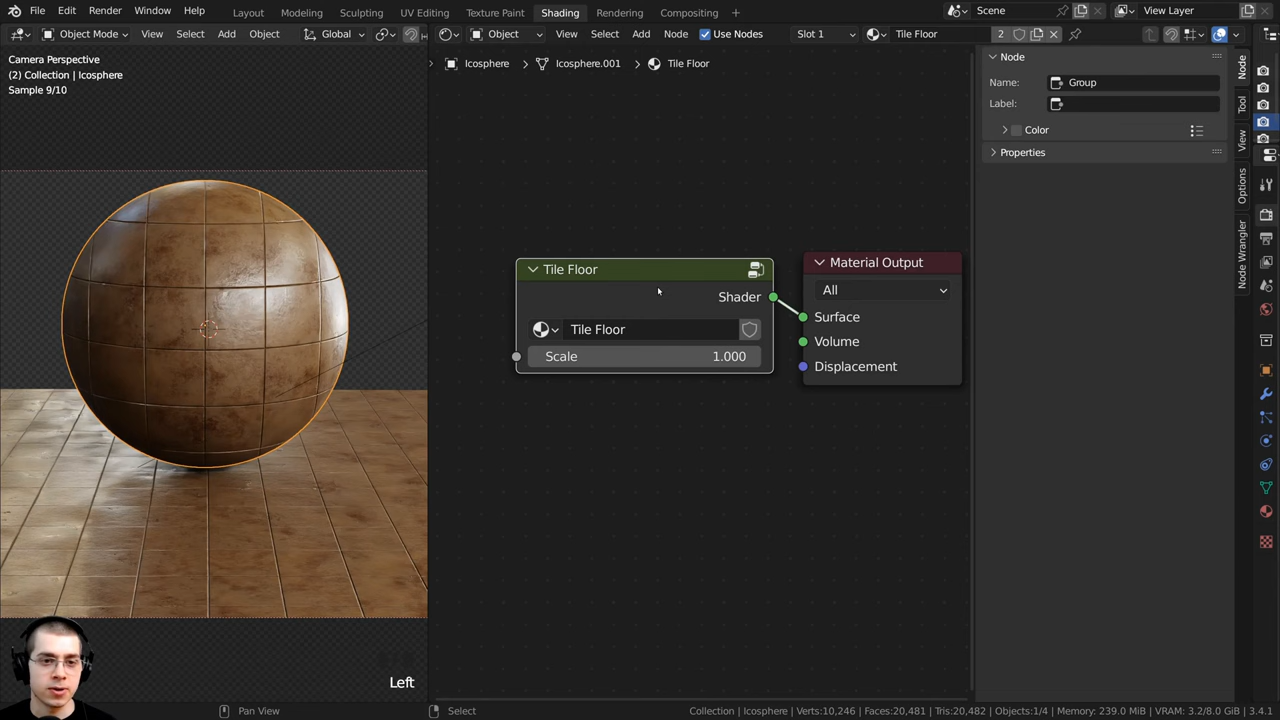 File Edit Render Window Help Layout Modeling Sculpting UV Editing Texture Paint Shading Rendering Compositing + Scene View Layer
Object Mode View Select Add Object Global Object View Select Add Node Use Nodes Slot 1 Tile Floor 2
Camera Perspective
(2) Collection | Icosphere
Sample 9/10
Icosphere Icosphere.001 Tile Floor
Node
Name: Group
Label:
Color
Properties
Node
Tool
View
Options
Node Wrangler
Tile Floor
Shader
Tile Floor
Scale 1.000
Material Output
All
Surface
Volume
Displacement
Left
Pan View Select Collection | Icosphere | Verts:10,246 | Faces:20,481 | Tris:20,482 | Objects:1/4 | Memory: 239.0 MiB | VRAM: 3.2/8.0 GiB | 3.4.1